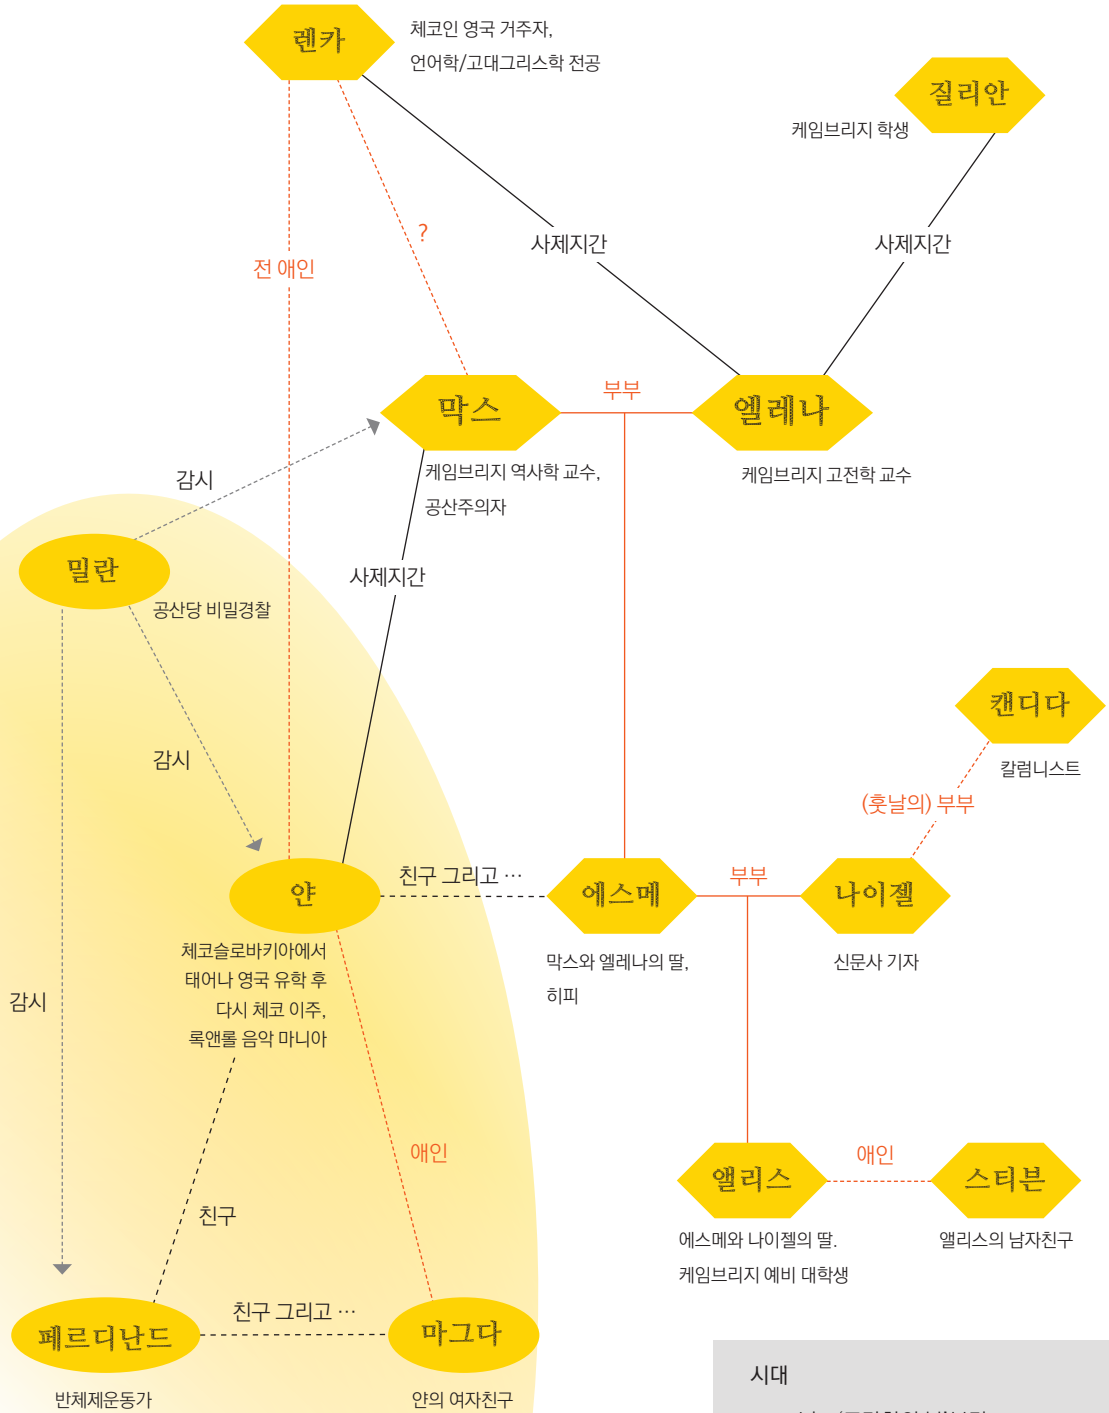 렌카
체코인 영국 거주자,
언어학/고대그리스학 전공
질리안
케임브리지 학생
?
사제지간
사제지간
전 애인
부부
막스
엘레나
케임브리지 역사학 교수,
공산주의자
케임브리지 고전학 교수
감시
밀란
공산당 비밀경찰
사제지간
감시
캔디다
칼럼니스트
(훗날의) 부부
얀
친구 그리고 …
에스메
부부
나이젤
체코슬로바키아에서
태어나 영국 유학 후
다시 체코 이주,
록앤롤 음악 마니아
막스와 엘레나의 딸,
히피
신문사 기자
감시
애인
친구
앨리스
애인
스티븐
에스메와 나이젤의 딸.
케임브리지 예비 대학생
앨리스의 남자친구
페르디난드
친구 그리고 …
마그다
반체제운동가
얀의 여자친구
시대